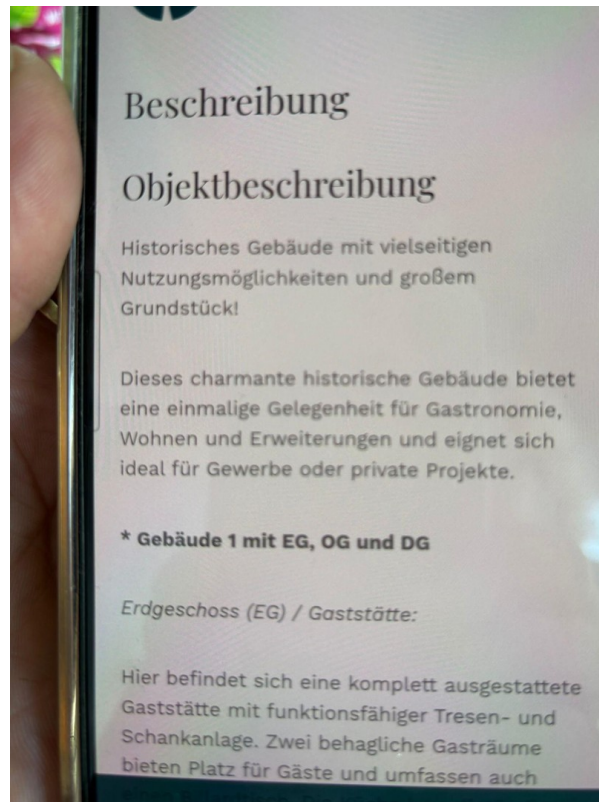 Beschreibung
Objektbeschreibung
Historisches Gebäude mit vielseitigen
Nutzungsmöglichkeiten und großem
Grundstück!
Dieses charmante historische Gebäude bietet
eine einmalige Gelegenheit für Gastronomie,
Wohnen und Erweiterungen und eignet sich
ideal für Gewerbe oder private Projekte.
* Gebäude 1 mit EG, OG und DG
Erdgeschoss (EG) / Gaststätte:
Hier befindet sich eine komplett ausgestattete
Gaststätte mit funktionsfähiger Tresen- und
Schankanlage. Zwei behagliche Gasträume
bieten Platz für Gäste und umfassen auch